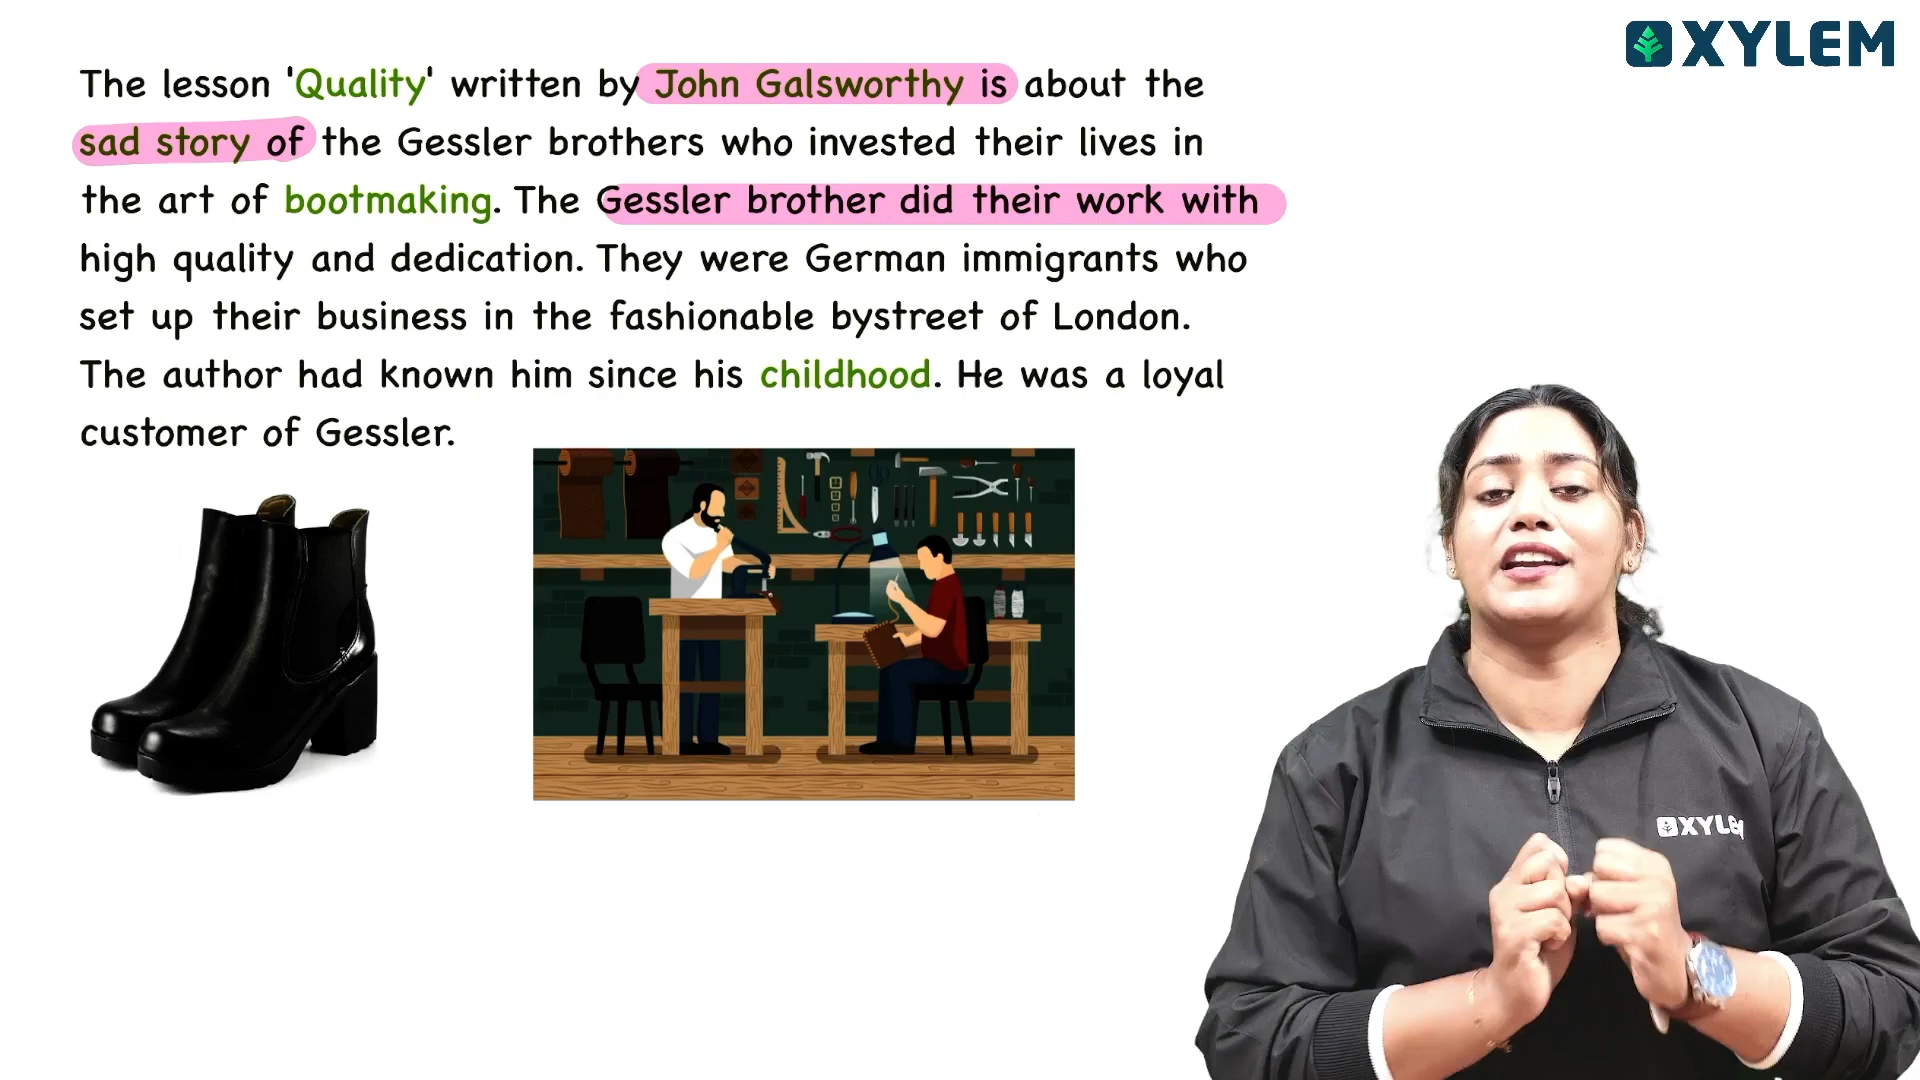 XYLEM
The lesson 'Quality' written by John Galsworthy is about the
sad story of the Gessler brothers who invested their lives in
the art of bootmaking. The Gessler brother did their work with
high quality and dedication. They were German immigrants who
set up their business in the fashionable bystreet of London.
The author had known him since his childhood. He was a loyal
customer of Gessler.
XYLEM